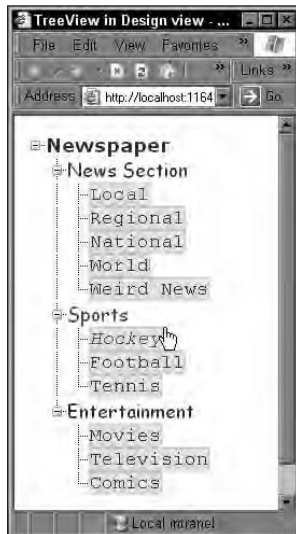 TreeView in Design view - ...
File Edit View Favorites »
» Links »
Address http://localhost:1164 Go
Newspaper
News Section
Local
Regional
National
World
Weird News
Sports
Hockey
Football
Tennis
Entertainment
Movies
Television
Comics
Local intranet